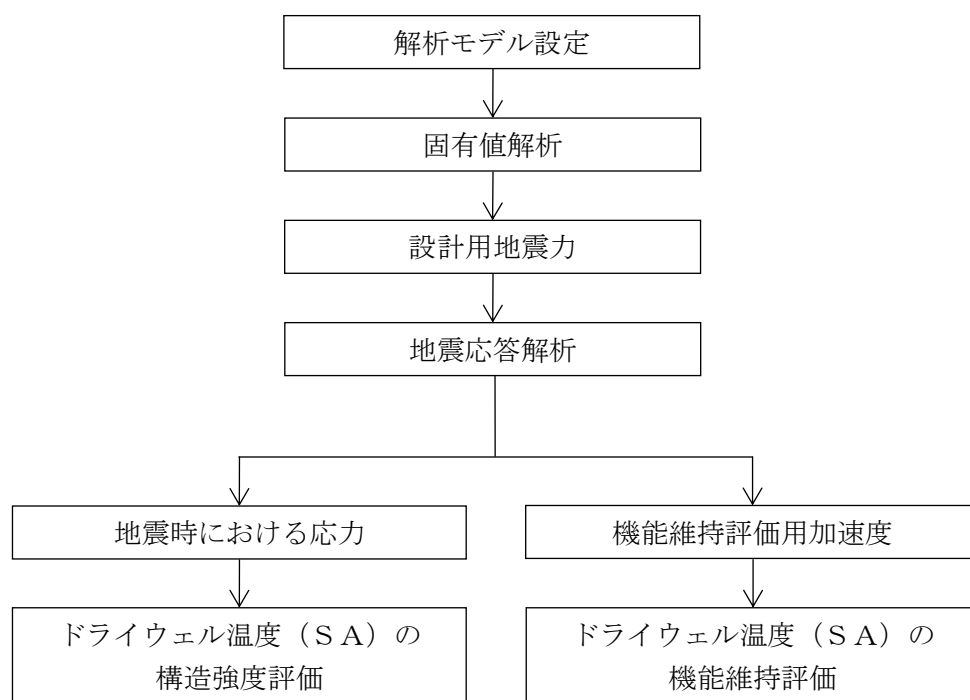 解析モデル設定
固有値解析
設計用地震力
地震応答解析
地震時における応力
機能維持評価用加速度
ドライウェル温度（ＳＡ）の
構造強度評価
ドライウェル温度（ＳＡ）の
機能維持評価